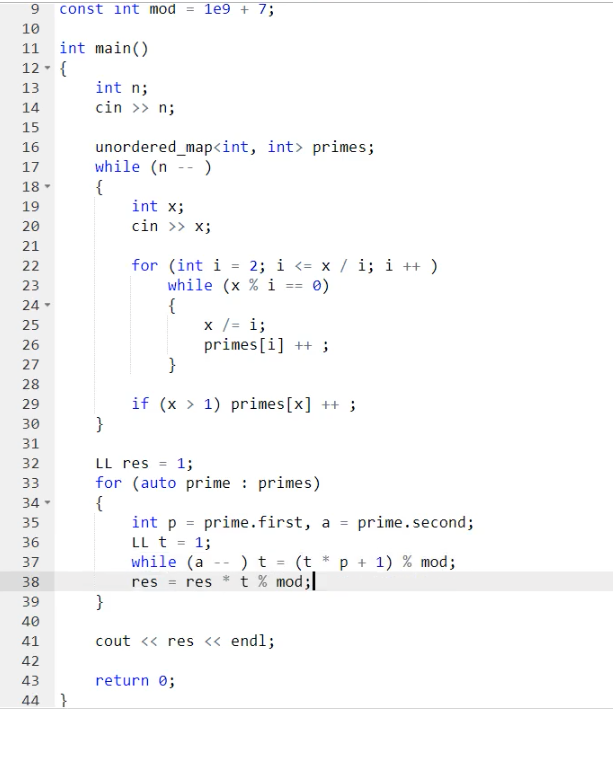 9 const int mod = 1e9 + 7;
10
11 int main()
12 {
13     int n;
14     cin >> n;
15
16     unordered_map<int, int> primes;
17     while (n -- )
18     {
19         int x;
20         cin >> x;
21
22         for (int i = 2; i <= x / i; i ++ )
23             while (x % i == 0)
24             {
25                 x /= i;
26                 primes[i] ++ ;
27             }
28
29         if (x > 1) primes[x] ++ ;
30     }
31
32     LL res = 1;
33     for (auto prime : primes)
34     {
35         int p = prime.first, a = prime.second;
36         LL t = 1;
37         while (a -- ) t = (t * p + 1) % mod;
38         res = res * t % mod;
39     }
40
41     cout << res << endl;
42
43     return 0;
44 }